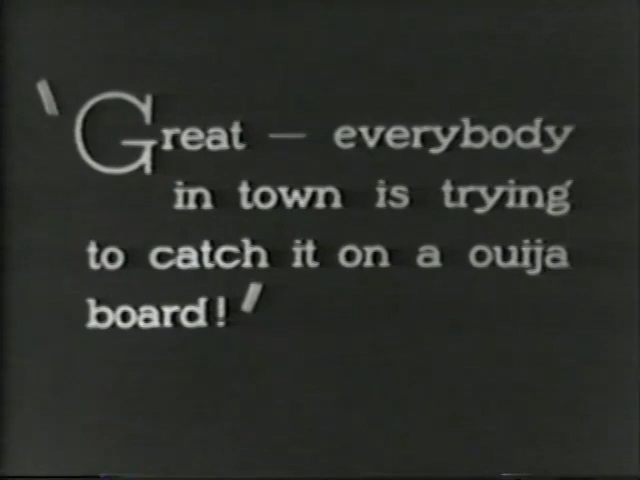 'Great — everybody
in town is trying
to catch it on a ouija
board!'